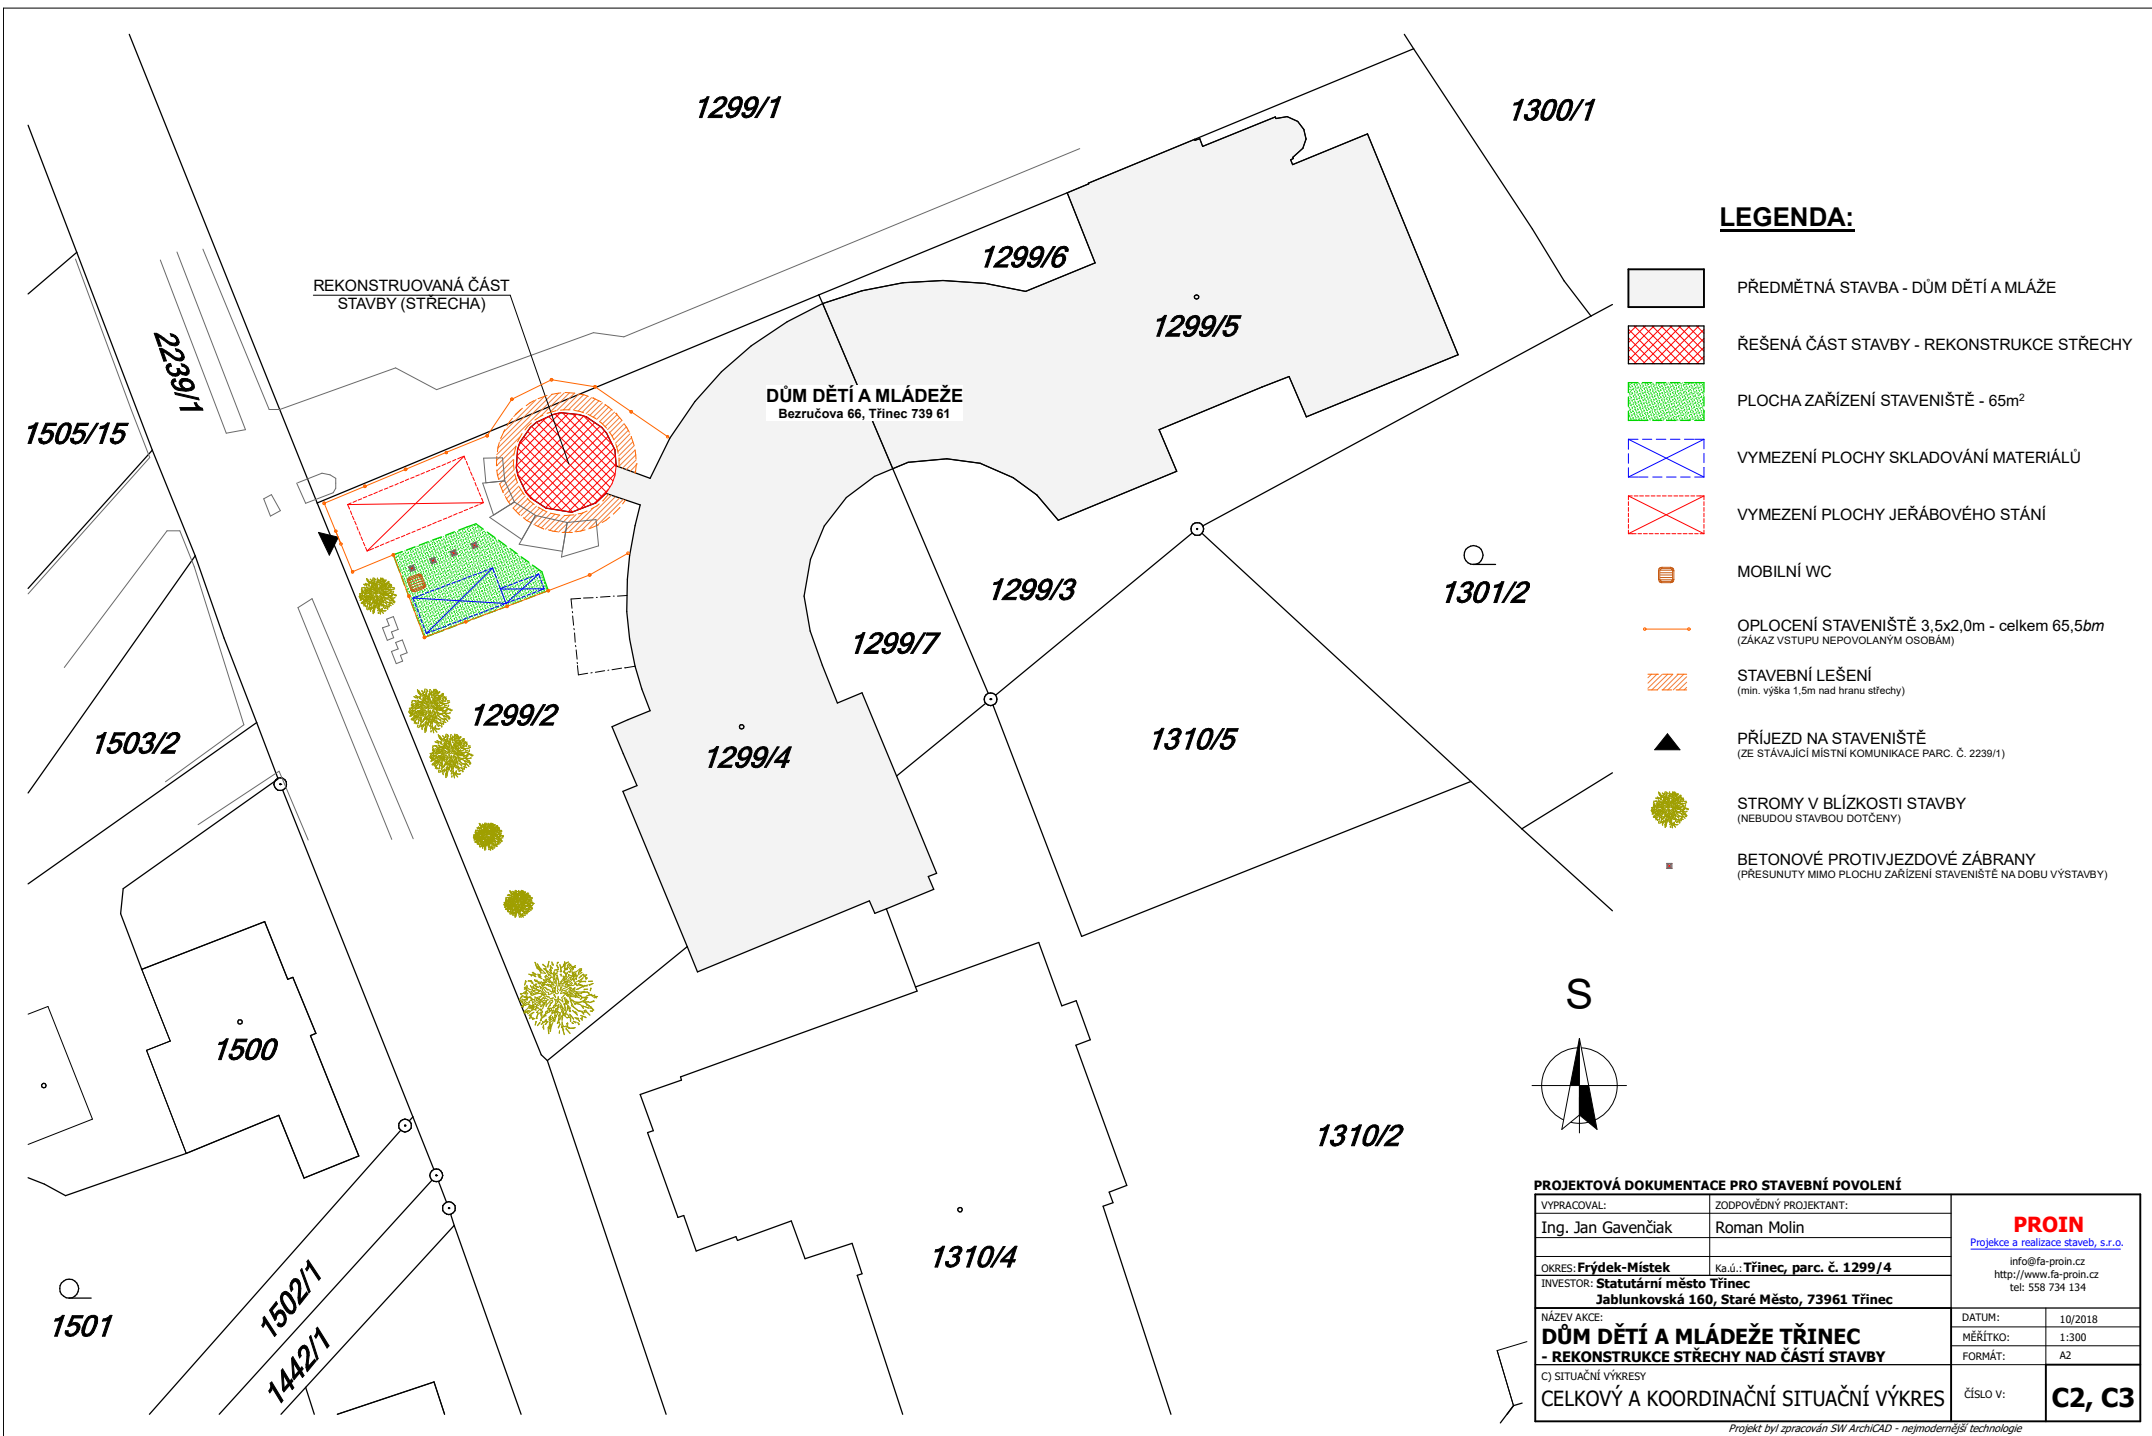 1299/1
1300/1
1299/6
1299/5
REKONSTRUOVANÁ ČÁST
STAVBY (STŘECHA)
2239/1
1505/15
DŮM DĚTÍ A MLÁDEŽE
Bezručova 66, Třinec 739 61
1299/3
1301/2
1299/7
1299/2
1503/2
1299/4
1310/5
1500
1310/2
1310/4
1502/1
1501
1442/1
LEGENDA:
PŘEDMĚTNÁ STAVBA - DŮM DĚTÍ A MLÁŽE
ŘEŠENÁ ČÁST STAVBY - REKONSTRUKCE STŘECHY
PLOCHA ZAŘÍZENÍ STAVENIŠTĚ - 65m²
VYMEZENÍ PLOCHY SKLADOVÁNÍ MATERIÁLŮ
VYMEZENÍ PLOCHY JEŘÁBOVÉHO STÁNÍ
MOBILNÍ WC
OPLOCENÍ STAVENIŠTĚ 3,5x2,0m - celkem 65,5bm
(ZÁKAZ VSTUPU NEPOVOLANÝM OSOBÁM)
STAVEBNÍ LEŠENÍ
(min. výška 1,5m nad hranu střechy)
PŘÍJEZD NA STAVENIŠTĚ
(ZE STÁVAJÍCÍ MÍSTNÍ KOMUNIKACE PARC. Č. 2239/1)
STROMY V BLÍZKOSTI STAVBY
(NEBUDOU STAVBOU DOTČENY)
BETONOVÉ PROTIVJEZDOVÉ ZÁBRANY
(PŘESUNUTY MIMO PLOCHU ZAŘÍZENÍ STAVENIŠTĚ NA DOBU VÝSTAVBY)
S
PROJEKTOVÁ DOKUMENTACE PRO STAVEBNÍ POVOLENÍ
VYPRACOVAL: ZODPOVĚDNÝ PROJEKTANT:
Ing. Jan Gavenčiak Roman Molin
OKRES: Frýdek-Místek K.ú.: Třinec, parc. č. 1299/4
INVESTOR: Statutární město Třinec
Jablunkovská 160, Staré Město, 73961 Třinec
PROIN
Projekce a realizace staveb, s.r.o.
info@fa-proin.cz
http://www.fa-proin.cz
tel: 558 734 134
NÁZEV AKCE:
DŮM DĚTÍ A MLÁDEŽE TŘINEC
- REKONSTRUKCE STŘECHY NAD ČÁSTÍ STAVBY
DATUM: 10/2018
MĚŘÍTKO: 1:300
FORMÁT: A2
C) SITUAČNÍ VÝKRESY
CELKOVÝ A KOORDINAČNÍ SITUAČNÍ VÝKRES
ČÍSLO V: C2, C3
Projekt byl zpracován SW ArchiCAD - nejmodernější technologie